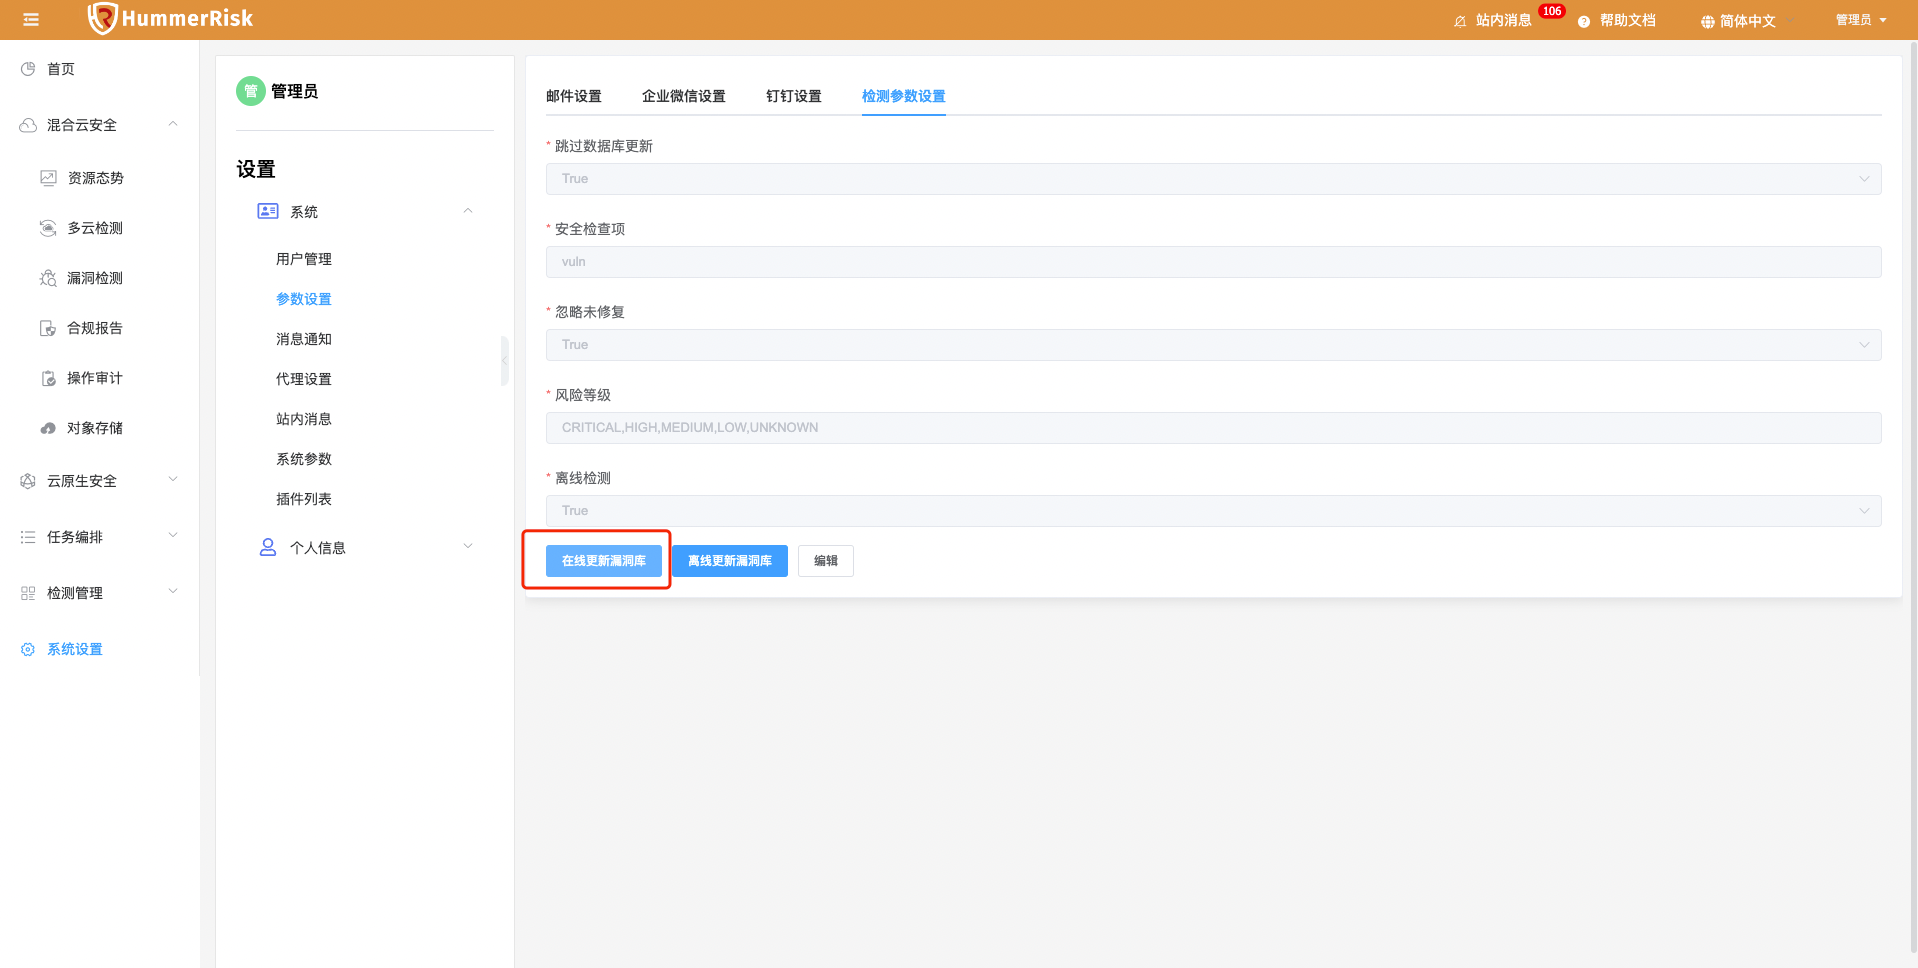 HummerRisk
站内消息
106
帮助文档
简体中文
管理员
首页
混合云安全
资源态势
多云检测
漏洞检测
合规报告
操作审计
对象存储
云原生安全
任务编排
检测管理
系统设置
管
管理员
设置
系统
用户管理
参数设置
消息通知
代理设置
站内消息
系统参数
插件列表
个人信息
邮件设置
企业微信设置
钉钉设置
检测参数设置
* 跳过数据库更新
True
* 安全检查项
vuln
* 忽略未修复
True
* 风险等级
CRITICAL,HIGH,MEDIUM,LOW,UNKNOWN
* 离线检测
True
在线更新漏洞库
离线更新漏洞库
编辑